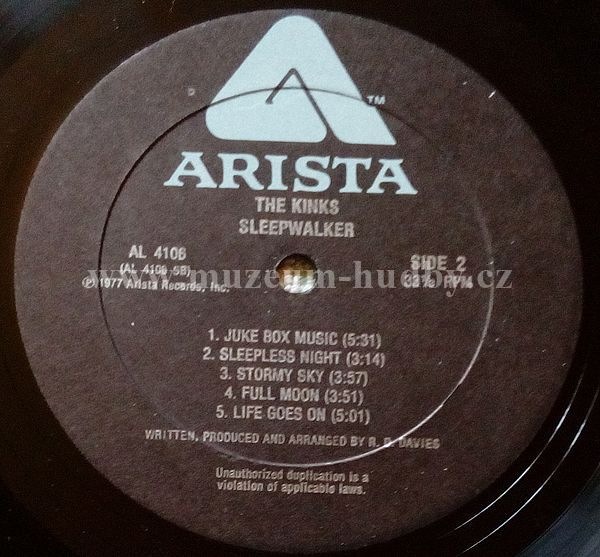 ™
ARISTA
THE KINKS
SLEEPWALKER
AL 4106
(AL 4106 SB)
℗ 1977 Arista Records, Inc.
SIDE 2
33⅓ RPM
www.muzeum-hudby.cz
1. JUKE BOX MUSIC (5:31)
2. SLEEPLESS NIGHT (3:14)
3. STORMY SKY (3:57)
4. FULL MOON (3:51)
5. LIFE GOES ON (5:01)
WRITTEN, PRODUCED AND ARRANGED BY R. D. DAVIES
Unauthorized duplication is a
violation of applicable laws.